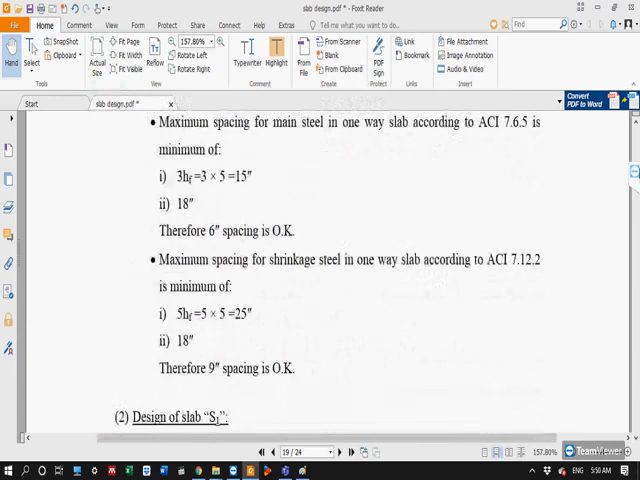 slab design.pdf * - Foxit Reader
File Home Comment View Form Protect Share Connect Help Extras Tell me what you want to do...
Hand
Select
SnapShot
Clipboard
Actual Size
Fit Page
Fit Width
Fit Visible
Reflow
157.80%
Rotate Left
Rotate Right
Typewriter
Highlight
From File
From Scanner
Blank
From Clipboard
PDF Sign
Link
Bookmark
File Attachment
Image Annotation
Audio & Video
Tools View Comment Create Protect Links Insert
Start slab design.pdf * Convert PDF to Word
• Maximum spacing for main steel in one way slab according to ACI 7.6.5 is
minimum of:
i) 3hf =3 × 5 =15″
ii) 18″
Therefore 6″ spacing is O.K.
• Maximum spacing for shrinkage steel in one way slab according to ACI 7.12.2
is minimum of:
i) 5hf =5 × 5 =25″
ii) 18″
Therefore 9″ spacing is O.K.
(2) Design of slab “S1”:
19 / 24
157.80%
TeamViewer
ENG 5:50 AM